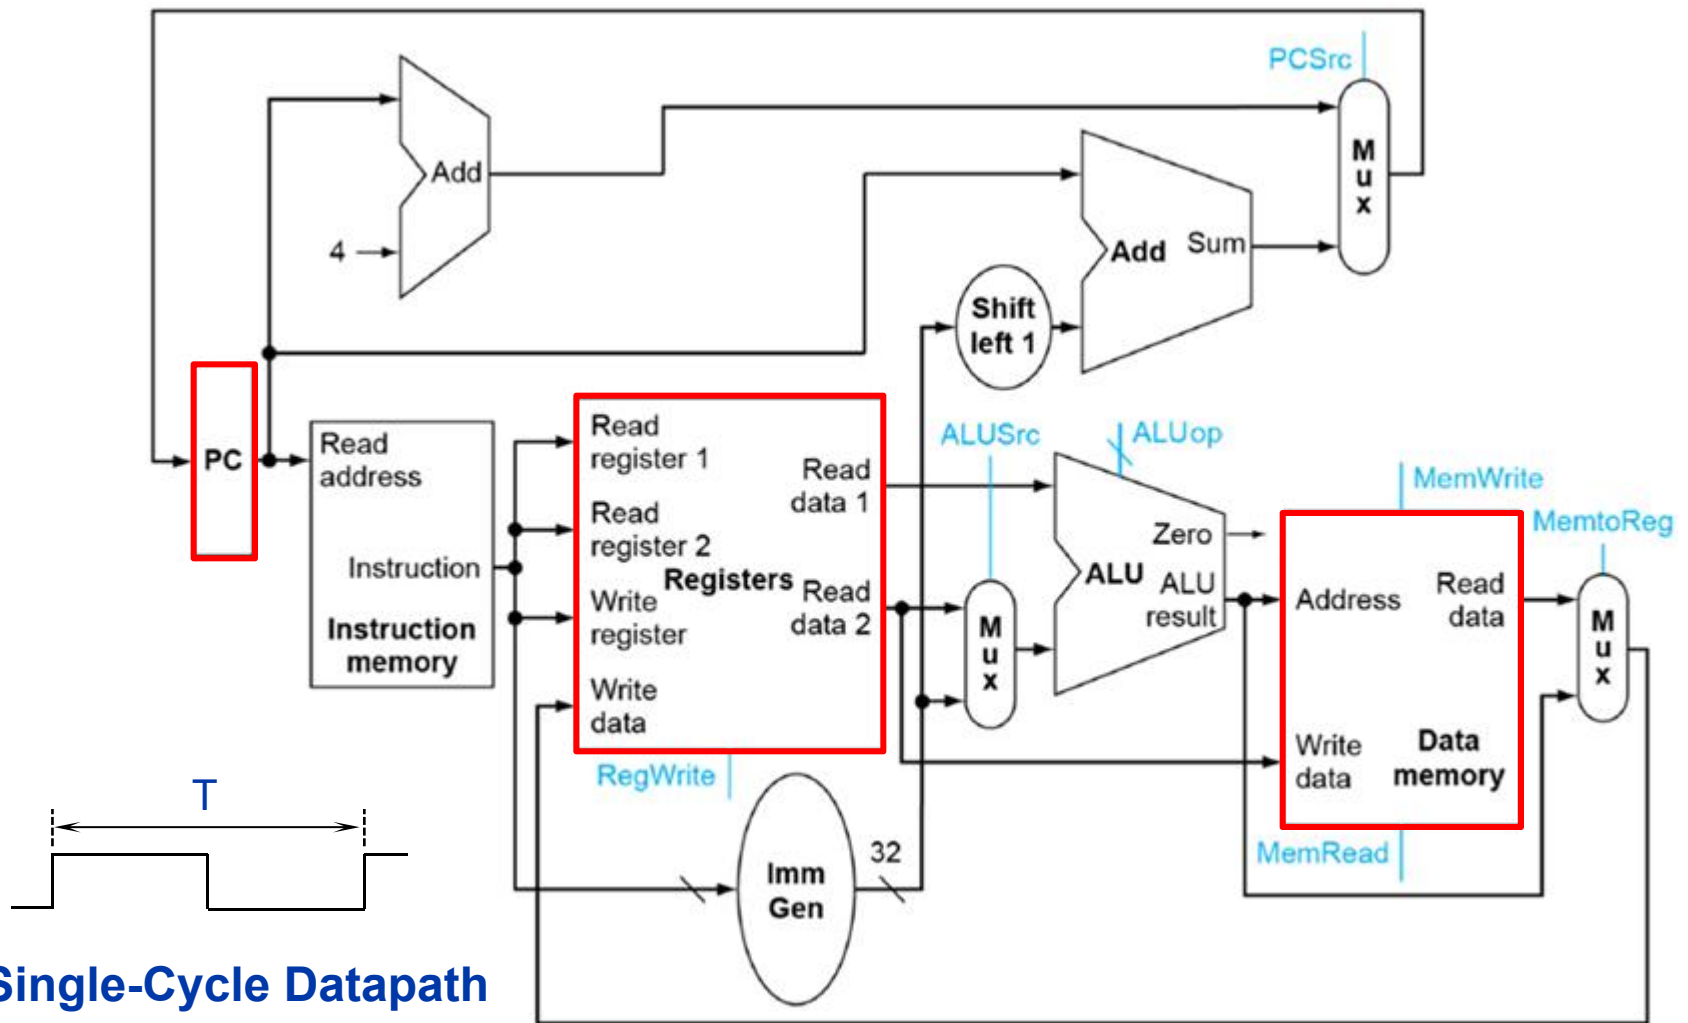 PCSrc
M
u
x
Add
4
Add
Sum
Shift
left 1
PC
Read
address
Instruction
Instruction
memory
Read
register 1
Read
register 2
Write
register
Write
data
Registers
Read
data 1
Read
data 2
RegWrite
ALUSrc
M
u
x
ALUop
Zero
ALU
ALU
result
MemWrite
MemtoReg
Address
Read
data
Write
data
Data
memory
MemRead
M
u
x
Imm
Gen
32
T
Single-Cycle Datapath